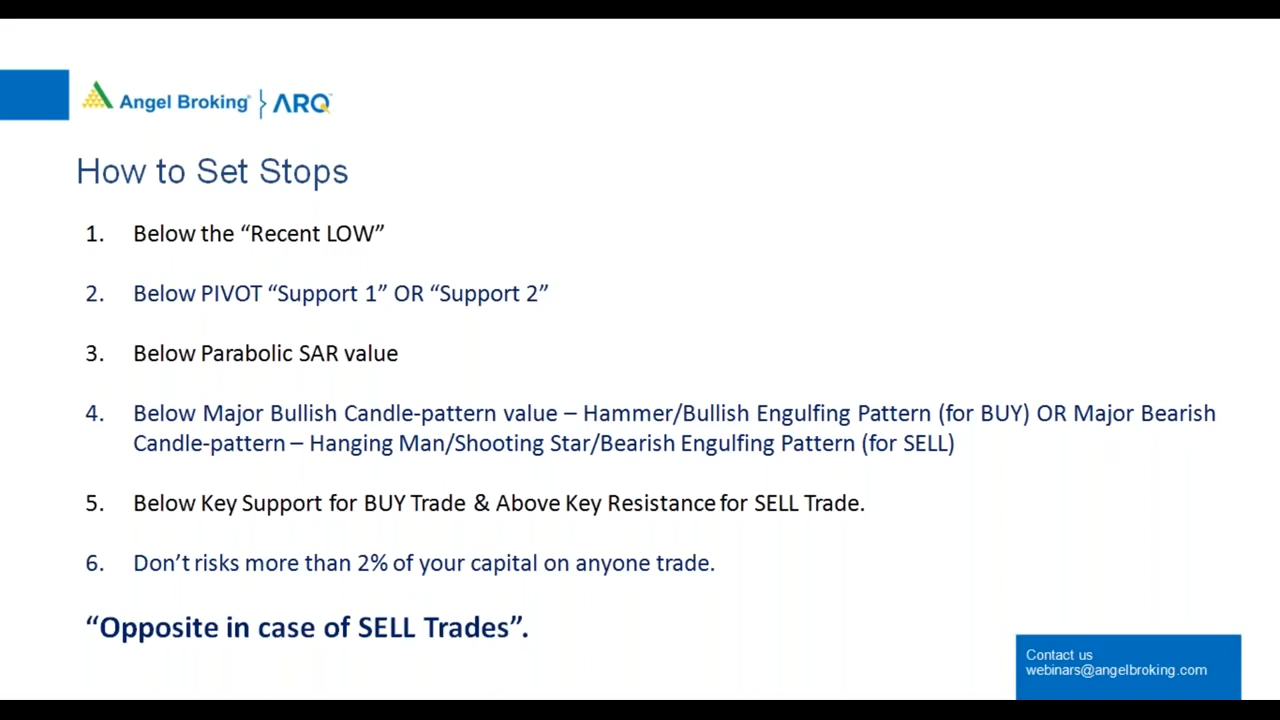 Angel Broking ARQ
How to Set Stops
1. Below the “Recent LOW”
2. Below PIVOT “Support 1” OR “Support 2”
3. Below Parabolic SAR value
4. Below Major Bullish Candle-pattern value – Hammer/Bullish Engulfing Pattern (for BUY) OR Major Bearish
Candle-pattern – Hanging Man/Shooting Star/Bearish Engulfing Pattern (for SELL)
5. Below Key Support for BUY Trade & Above Key Resistance for SELL Trade.
6. Don’t risks more than 2% of your capital on anyone trade.
“Opposite in case of SELL Trades”.
Contact us
webinars@angelbroking.com